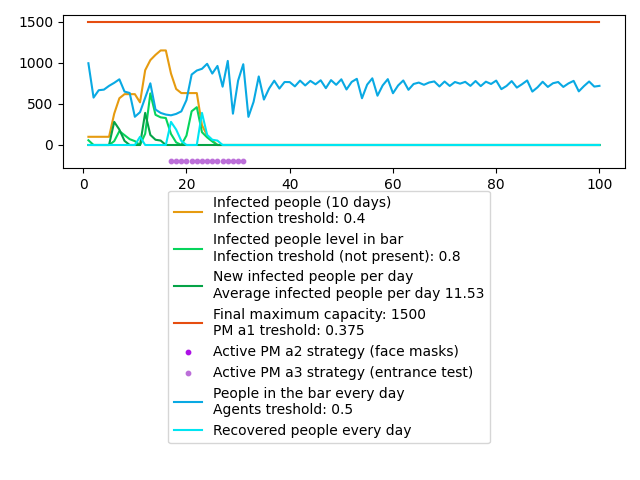 1500
1000
500
0
0
20
40
60
80
100
Infected people (10 days)
Infection treshold: 0.4
Infected people level in bar
Infection treshold (not present): 0.8
New infected people per day
Average infected people per day 11.53
Final maximum capacity: 1500
PM a1 treshold: 0.375
Active PM a2 strategy (face masks)
Active PM a3 strategy (entrance test)
People in the bar every day
Agents treshold: 0.5
Recovered people every day